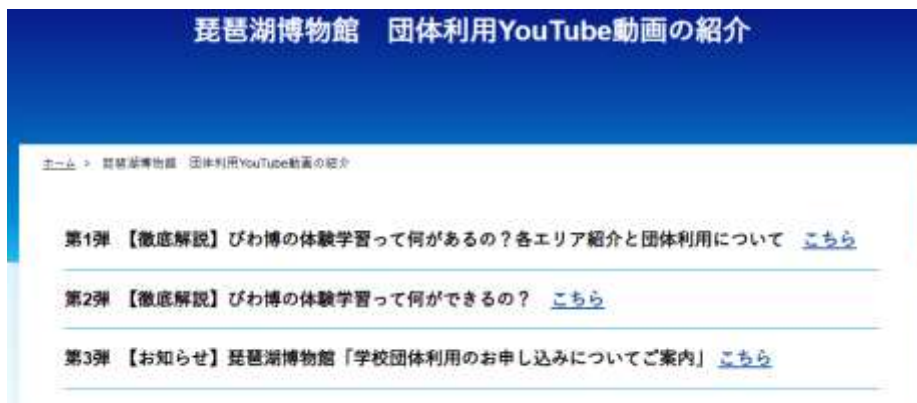 琵琶湖博物館　団体利用YouTube動画の紹介
ホーム > 琵琶湖博物館　団体利用YouTube動画の紹介
第1弾　【徹底解説】びわ博の体験学習って何があるの？各エリア紹介と団体利用について　こちら
第2弾　【徹底解説】びわ博の体験学習って何ができるの？　こちら
第3弾　【お知らせ】琵琶湖博物館「学校団体利用のお申し込みについてご案内」 こちら